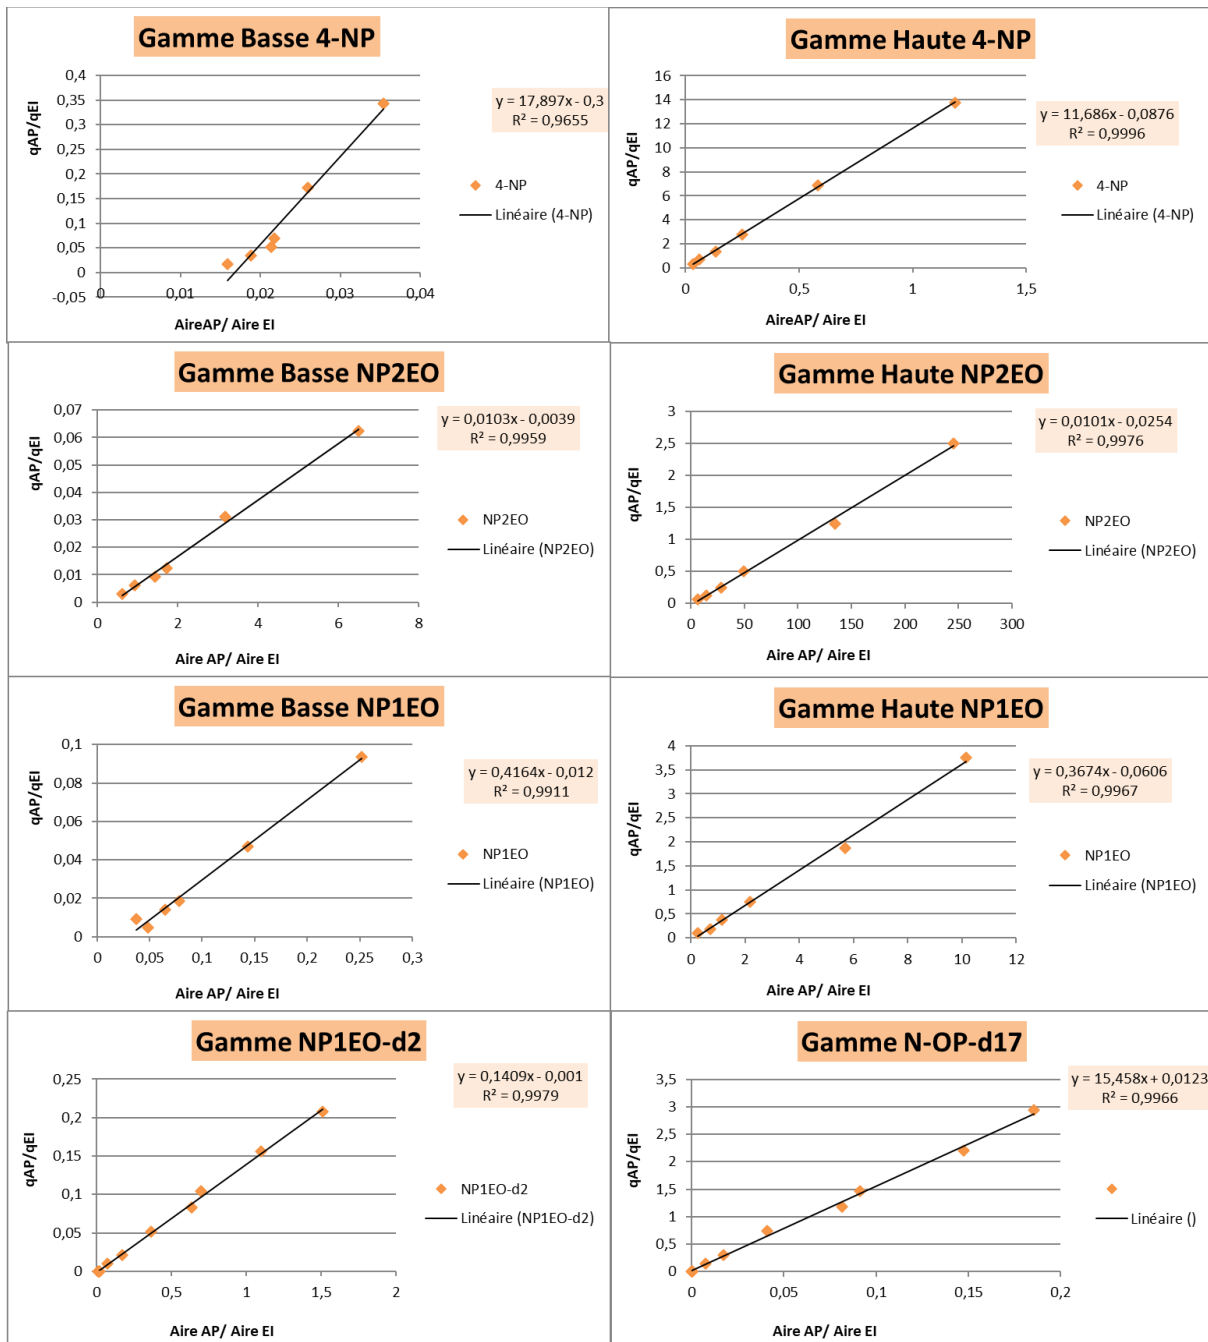 Gamme Basse 4-NP
0,4
0,35
0,3
0,25
0,2
0,15
0,1
0,05
0
-0,05
qAP/qEI
0
0,01
0,02
0,03
0,04
AireAP/ Aire EI
y = 17,897x - 0,3
R² = 0,9655
4-NP
Linéaire (4-NP)
Gamme Haute 4-NP
16
14
12
10
8
6
4
2
0
qAP/qEI
0
0,5
1
1,5
AireAP/ Aire EI
y = 11,686x - 0,0876
R² = 0,9996
4-NP
Linéaire (4-NP)
Gamme Basse NP2EO
0,07
0,06
0,05
0,04
0,03
0,02
0,01
0
qAP/qEI
0
2
4
6
8
Aire AP/ Aire EI
y = 0,0103x - 0,0039
R² = 0,9959
NP2EO
Linéaire (NP2EO)
Gamme Haute NP2EO
3
2,5
2
1,5
1
0,5
0
qAP/qEI
0
50
100
150
200
250
300
Aire AP/ Aire EI
y = 0,0101x - 0,0254
R² = 0,9976
NP2EO
Linéaire (NP2EO)
Gamme Basse NP1EO
0,1
0,08
0,06
0,04
0,02
0
qAP/qEI
0
0,05
0,1
0,15
0,2
0,25
0,3
Aire AP/ Aire EI
y = 0,4164x - 0,012
R² = 0,9911
NP1EO
Linéaire (NP1EO)
Gamme Haute NP1EO
4
3,5
3
2,5
2
1,5
1
0,5
0
qAP/qEI
0
2
4
6
8
10
12
Aire AP/ Aire EI
y = 0,3674x - 0,0606
R² = 0,9967
NP1EO
Linéaire (NP1EO)
Gamme NP1EO-d2
0,25
0,2
0,15
0,1
0,05
0
qAP/qEI
0
0,5
1
1,5
2
Aire AP/ Aire EI
y = 0,1409x - 0,001
R² = 0,9979
NP1EO-d2
Linéaire (NP1EO-d2)
Gamme N-OP-d17
3,5
3
2,5
2
1,5
1
0,5
0
qAP/qEI
0
0,05
0,1
0,15
0,2
Aire AP/ Aire EI
y = 15,458x + 0,0123
R² = 0,9966
Linéaire ()